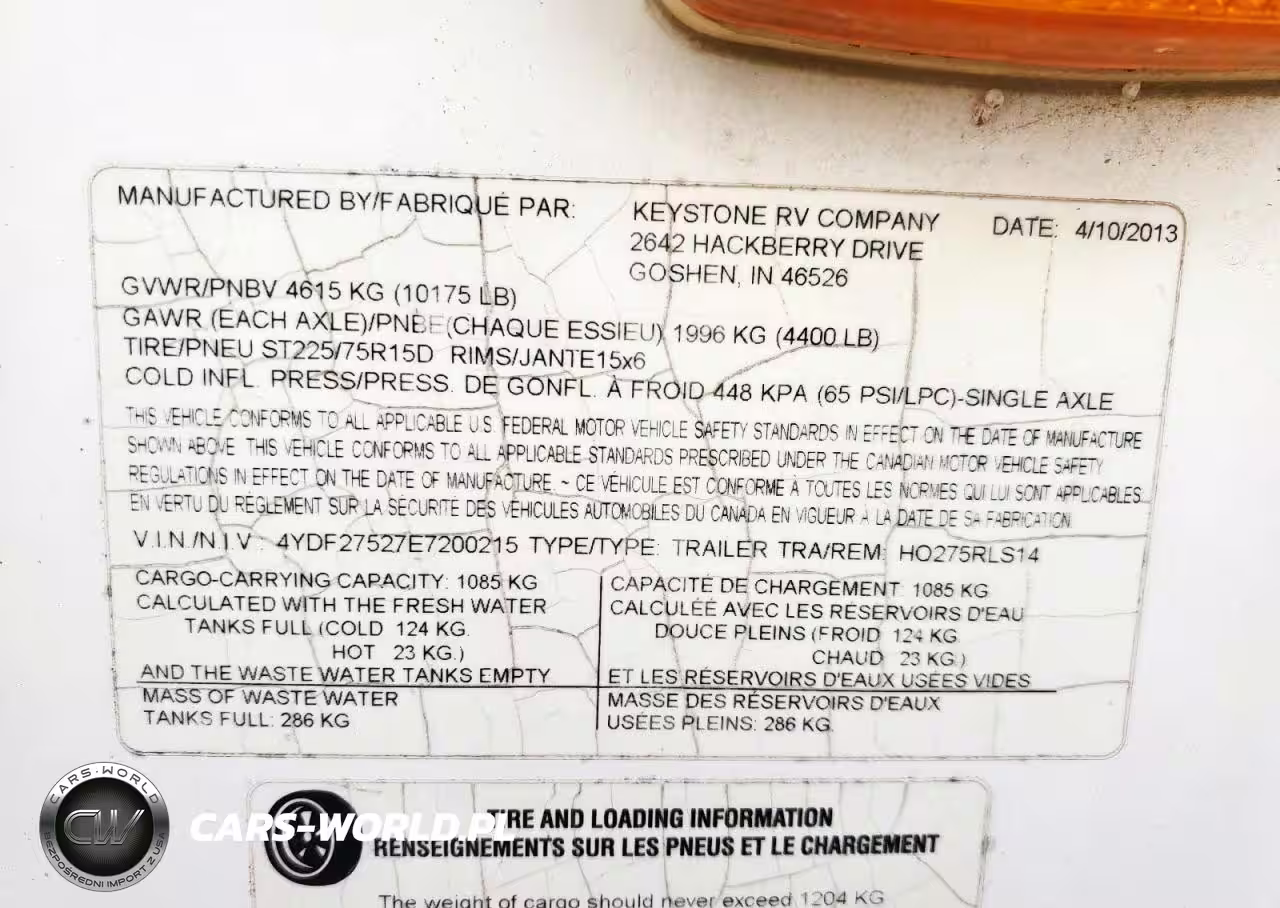 MANUFACTURED BY/FABRIQUÉ PAR: KEYSTONE RV COMPANY DATE: 4/10/2013
2642 HACKBERRY DRIVE
GOSHEN, IN 46526
GVWR/PNBV 4615 KG (10175 LB)
GAWR (EACH AXLE)/PNBE(CHAQUE ESSIEU) 1996 KG (4400 LB)
TIRE/PNEU ST225/75R15D RIMS/JANTE15x6
COLD INFL. PRESS/PRESS. DE GONFL. À FROID 448 KPA (65 PSI/LPC)-SINGLE AXLE
THIS VEHICLE CONFORMS TO ALL APPLICABLE U.S. FEDERAL MOTOR VEHICLE SAFETY STANDARDS IN EFFECT ON THE DATE OF MANUFACTURE
SHOWN ABOVE THIS VEHICLE CONFORMS TO ALL APPLICABLE STANDARDS PRESCRIBED UNDER THE CANADIAN MOTOR VEHICLE SAFETY
REGULATIONS IN EFFECT ON THE DATE OF MANUFACTURE. ~ CE VÉHICULE EST CONFORME À TOUTES LES NORMES QUI LUI SONT APPLICABLES
EN VERTU DU RÉGLEMENT SUR LA SÉCURITÉ DES VÉHICULES AUTOMOBILES DU CANADA EN VIGUEUR À LA DATE DE SA FABRICATION
V.I.N./N.I.V: 4YDF27527E7200215 TYPE/TYPE: TRAILER TRA/REM: HO275RLS14
CARGO-CARRYING CAPACITY: 1085 KG
CALCULATED WITH THE FRESH WATER
TANKS FULL (COLD 124 KG.
HOT 23 KG.)
AND THE WASTE WATER TANKS EMPTY
MASS OF WASTE WATER
TANKS FULL: 286 KG
CAPACITÉ DE CHARGEMENT: 1085 KG
CALCULÉE AVEC LES RÉSERVOIRS D'EAU
DOUCE PLEINS (FROID 124 KG.
CHAUD 23 KG.)
ET LES RÉSERVOIRS D'EAUX USÉES VIDES
MASSE DES RÉSERVOIRS D'EAUX
USÉES PLEINS: 286 KG.
TIRE AND LOADING INFORMATION
RENSEIGNEMENTS SUR LES PNEUS ET LE CHARGEMENT
The weight of cargo should never exceed 1204 KG
CARS-WORLD
CW
BEZPOŚREDNI IMPORT Z USA
CARS-WORLD.PL